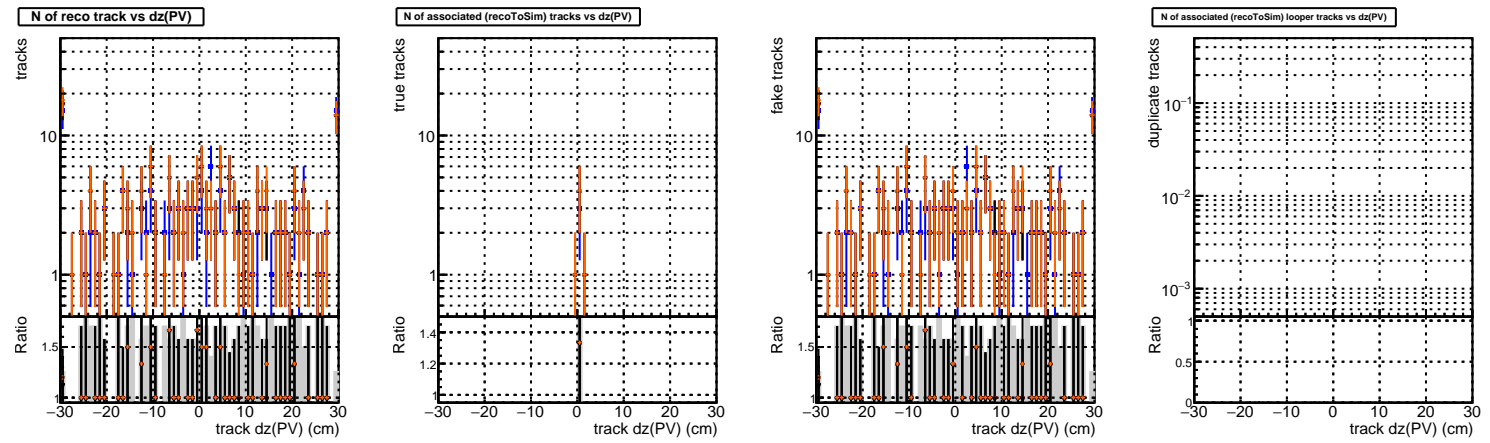 N of reco track vs dz(PV)
tracks
10
1
Ratio
1.5
1
−30 −20 −10 0 10 20 30
track dz(PV) (cm)
N of associated (recoToSim) tracks vs dz(PV)
true tracks
10
1
Ratio
1.4
1.2
1
−30 −20 −10 0 10 20 30
track dz(PV) (cm)
fake tracks
10
1
Ratio
1.5
1
−30 −20 −10 0 10 20 30
track dz(PV) (cm)
N of associated (recoToSim) looper tracks vs dz(PV)
duplicate tracks
10−1
10−2
10−3
Ratio
1
0.5
0
−30 −20 −10 0 10 20 30
track dz(PV) (cm)